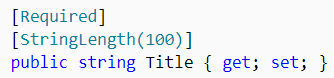 [Required]
[StringLength(100)]
public string Title { get; set; }